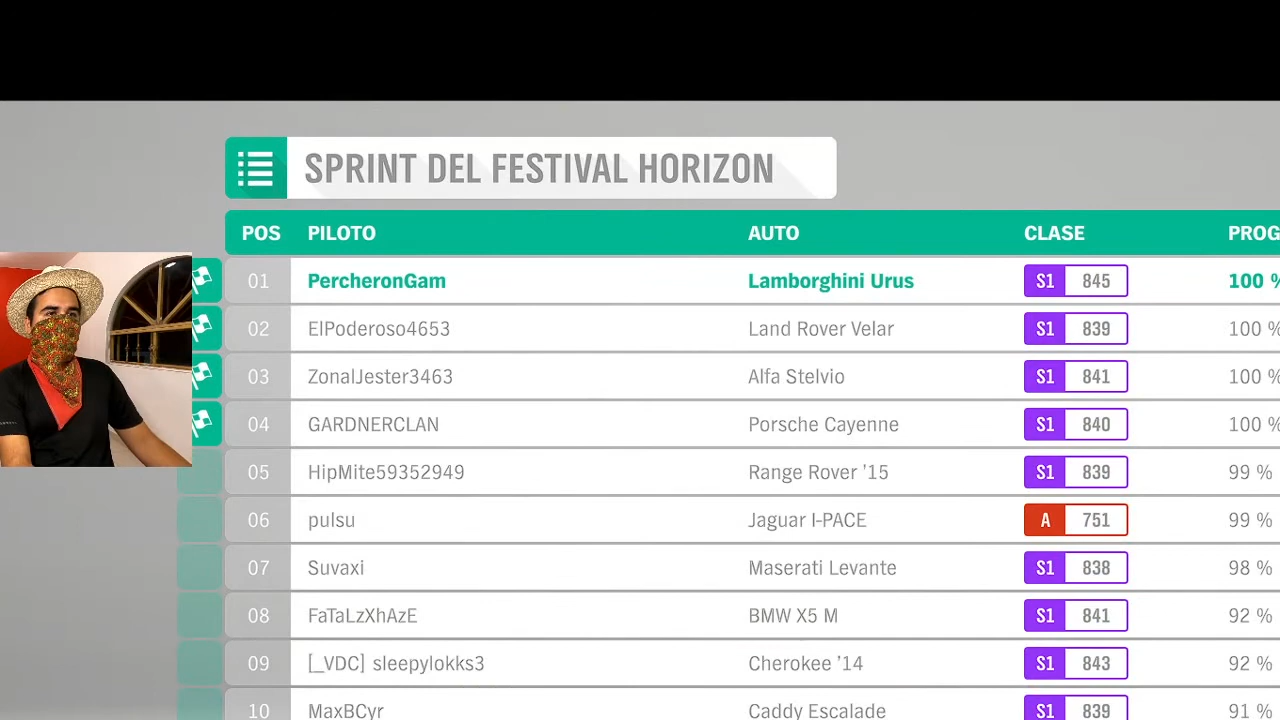 SPRINT DEL FESTIVAL HORIZON
POS PILOTO AUTO CLASE PROG
01 PercheronGam Lamborghini Urus S1 845 100 %
02 ElPoderoso4653 Land Rover Velar S1 839 100 %
03 ZonalJester3463 Alfa Stelvio S1 841 100 %
04 GARDNERCLAN Porsche Cayenne S1 840 100 %
05 HipMite59352949 Range Rover ’15 S1 839 99 %
06 pulsu Jaguar I-PACE A 751 99 %
07 Suvaxi Maserati Levante S1 838 98 %
08 FaTaLzXhAzE BMW X5 M S1 841 92 %
09 [_VDC] sleepylokks3 Cherokee ’14 S1 843 92 %
10 MaxBCyr Caddy Escalade S1 839 91 %